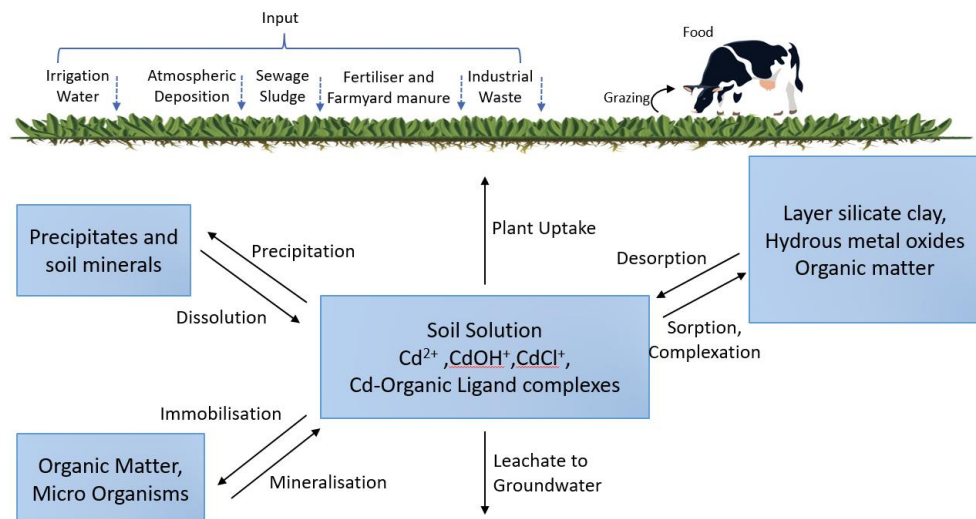 Input
Food
Irrigation
Water
Atmospheric
Deposition
Sewage
Sludge
Fertiliser and
Farmyard manure
Industrial
Waste
Grazing
Precipitates and
soil minerals
Precipitation
Dissolution
Plant Uptake
Layer silicate clay,
Hydrous metal oxides
Organic matter
Desorption
Sorption,
Complexation
Soil Solution
Cd²⁺ ,CdOH⁺,CdCl⁺,
Cd-Organic Ligand complexes
Immobilisation
Mineralisation
Organic Matter,
Micro Organisms
Leachate to
Groundwater